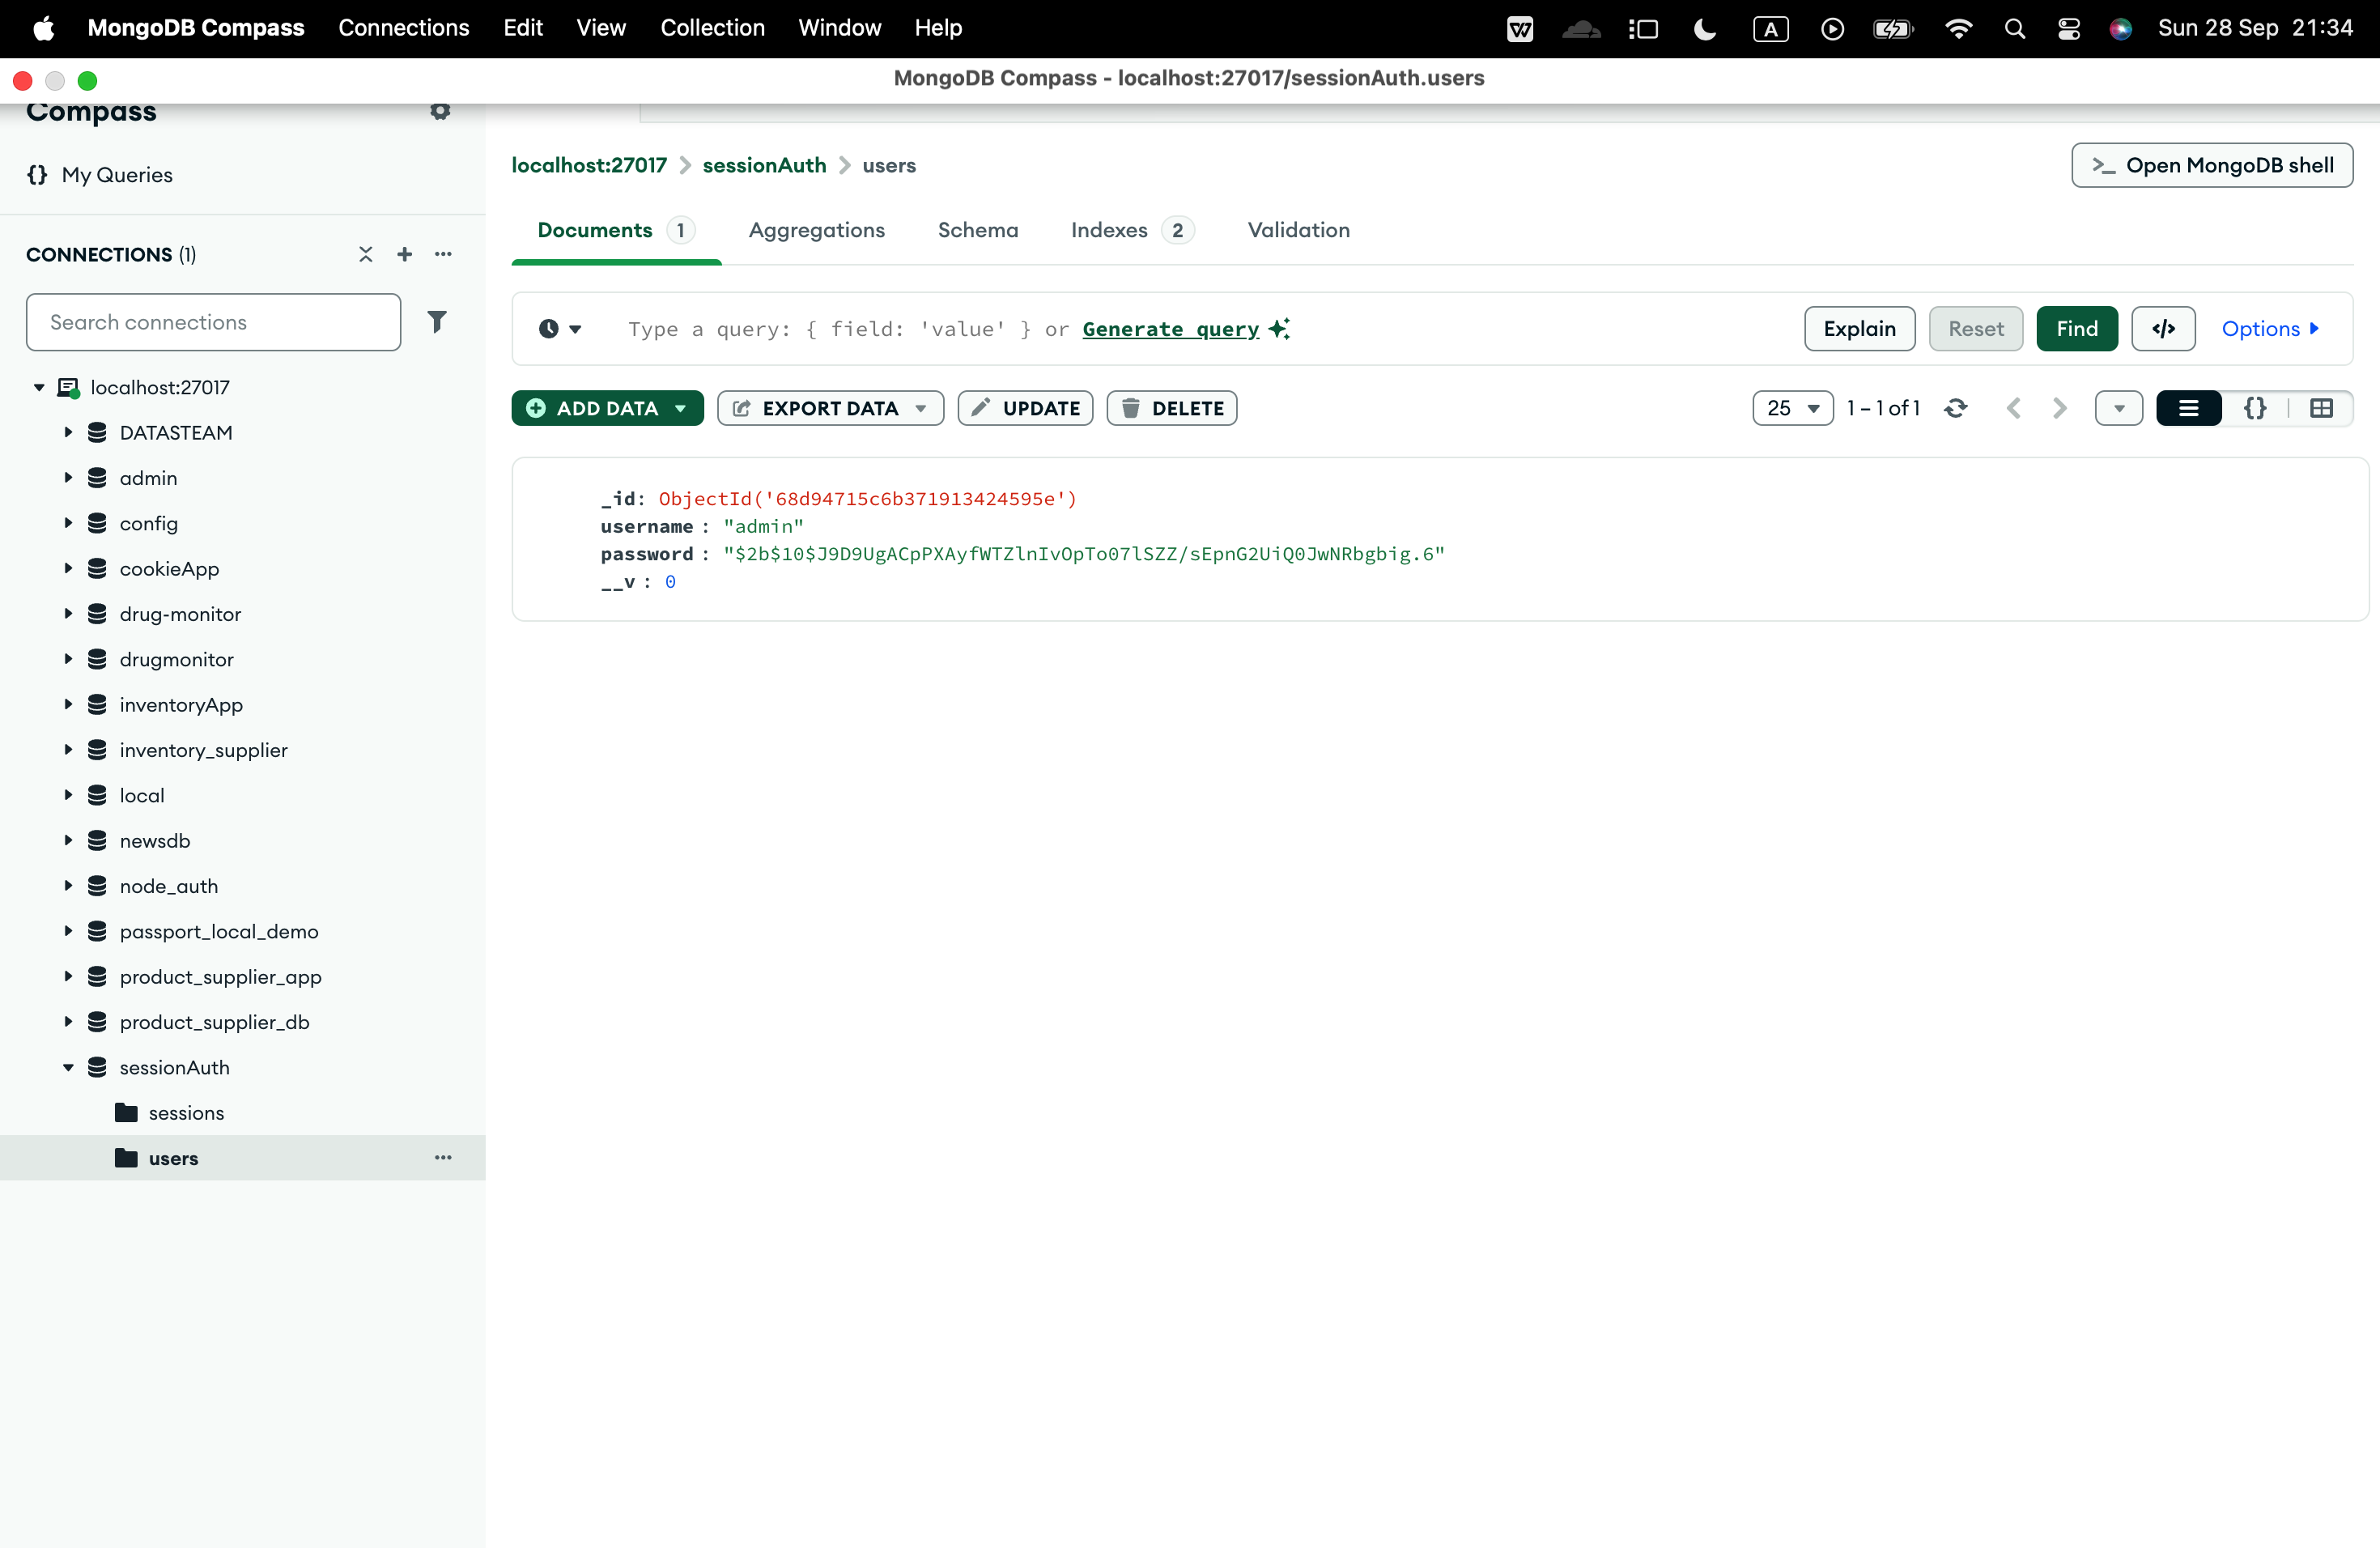 MongoDB Compass Connections Edit View Collection Window Help A Sun 28 Sep 21:34
MongoDB Compass - localhost:27017/sessionAuth.users
Compass
{} My Queries
CONNECTIONS (1)
Search connections
localhost:27017
DATASTEAM
admin
config
cookieApp
drug-monitor
drugmonitor
inventoryApp
inventory_supplier
local
newsdb
node_auth
passport_local_demo
product_supplier_app
product_supplier_db
sessionAuth
sessions
users
localhost:27017 > sessionAuth > users
>_ Open MongoDB shell
Documents 1 Aggregations Schema Indexes 2 Validation
Type a query: { field: 'value' } or Generate query
Explain Reset Find </> Options
ADD DATA EXPORT DATA UPDATE DELETE
25 1 – 1 of 1 {}
_id: ObjectId('68d94715c6b371913424595e')
username : "admin"
password : "$2b$10$J9D9UgACpPXAyfWTZlnIvOpTo07lSZZ/sEpnG2UiQ0JwNRbgbig.6"
__v : 0